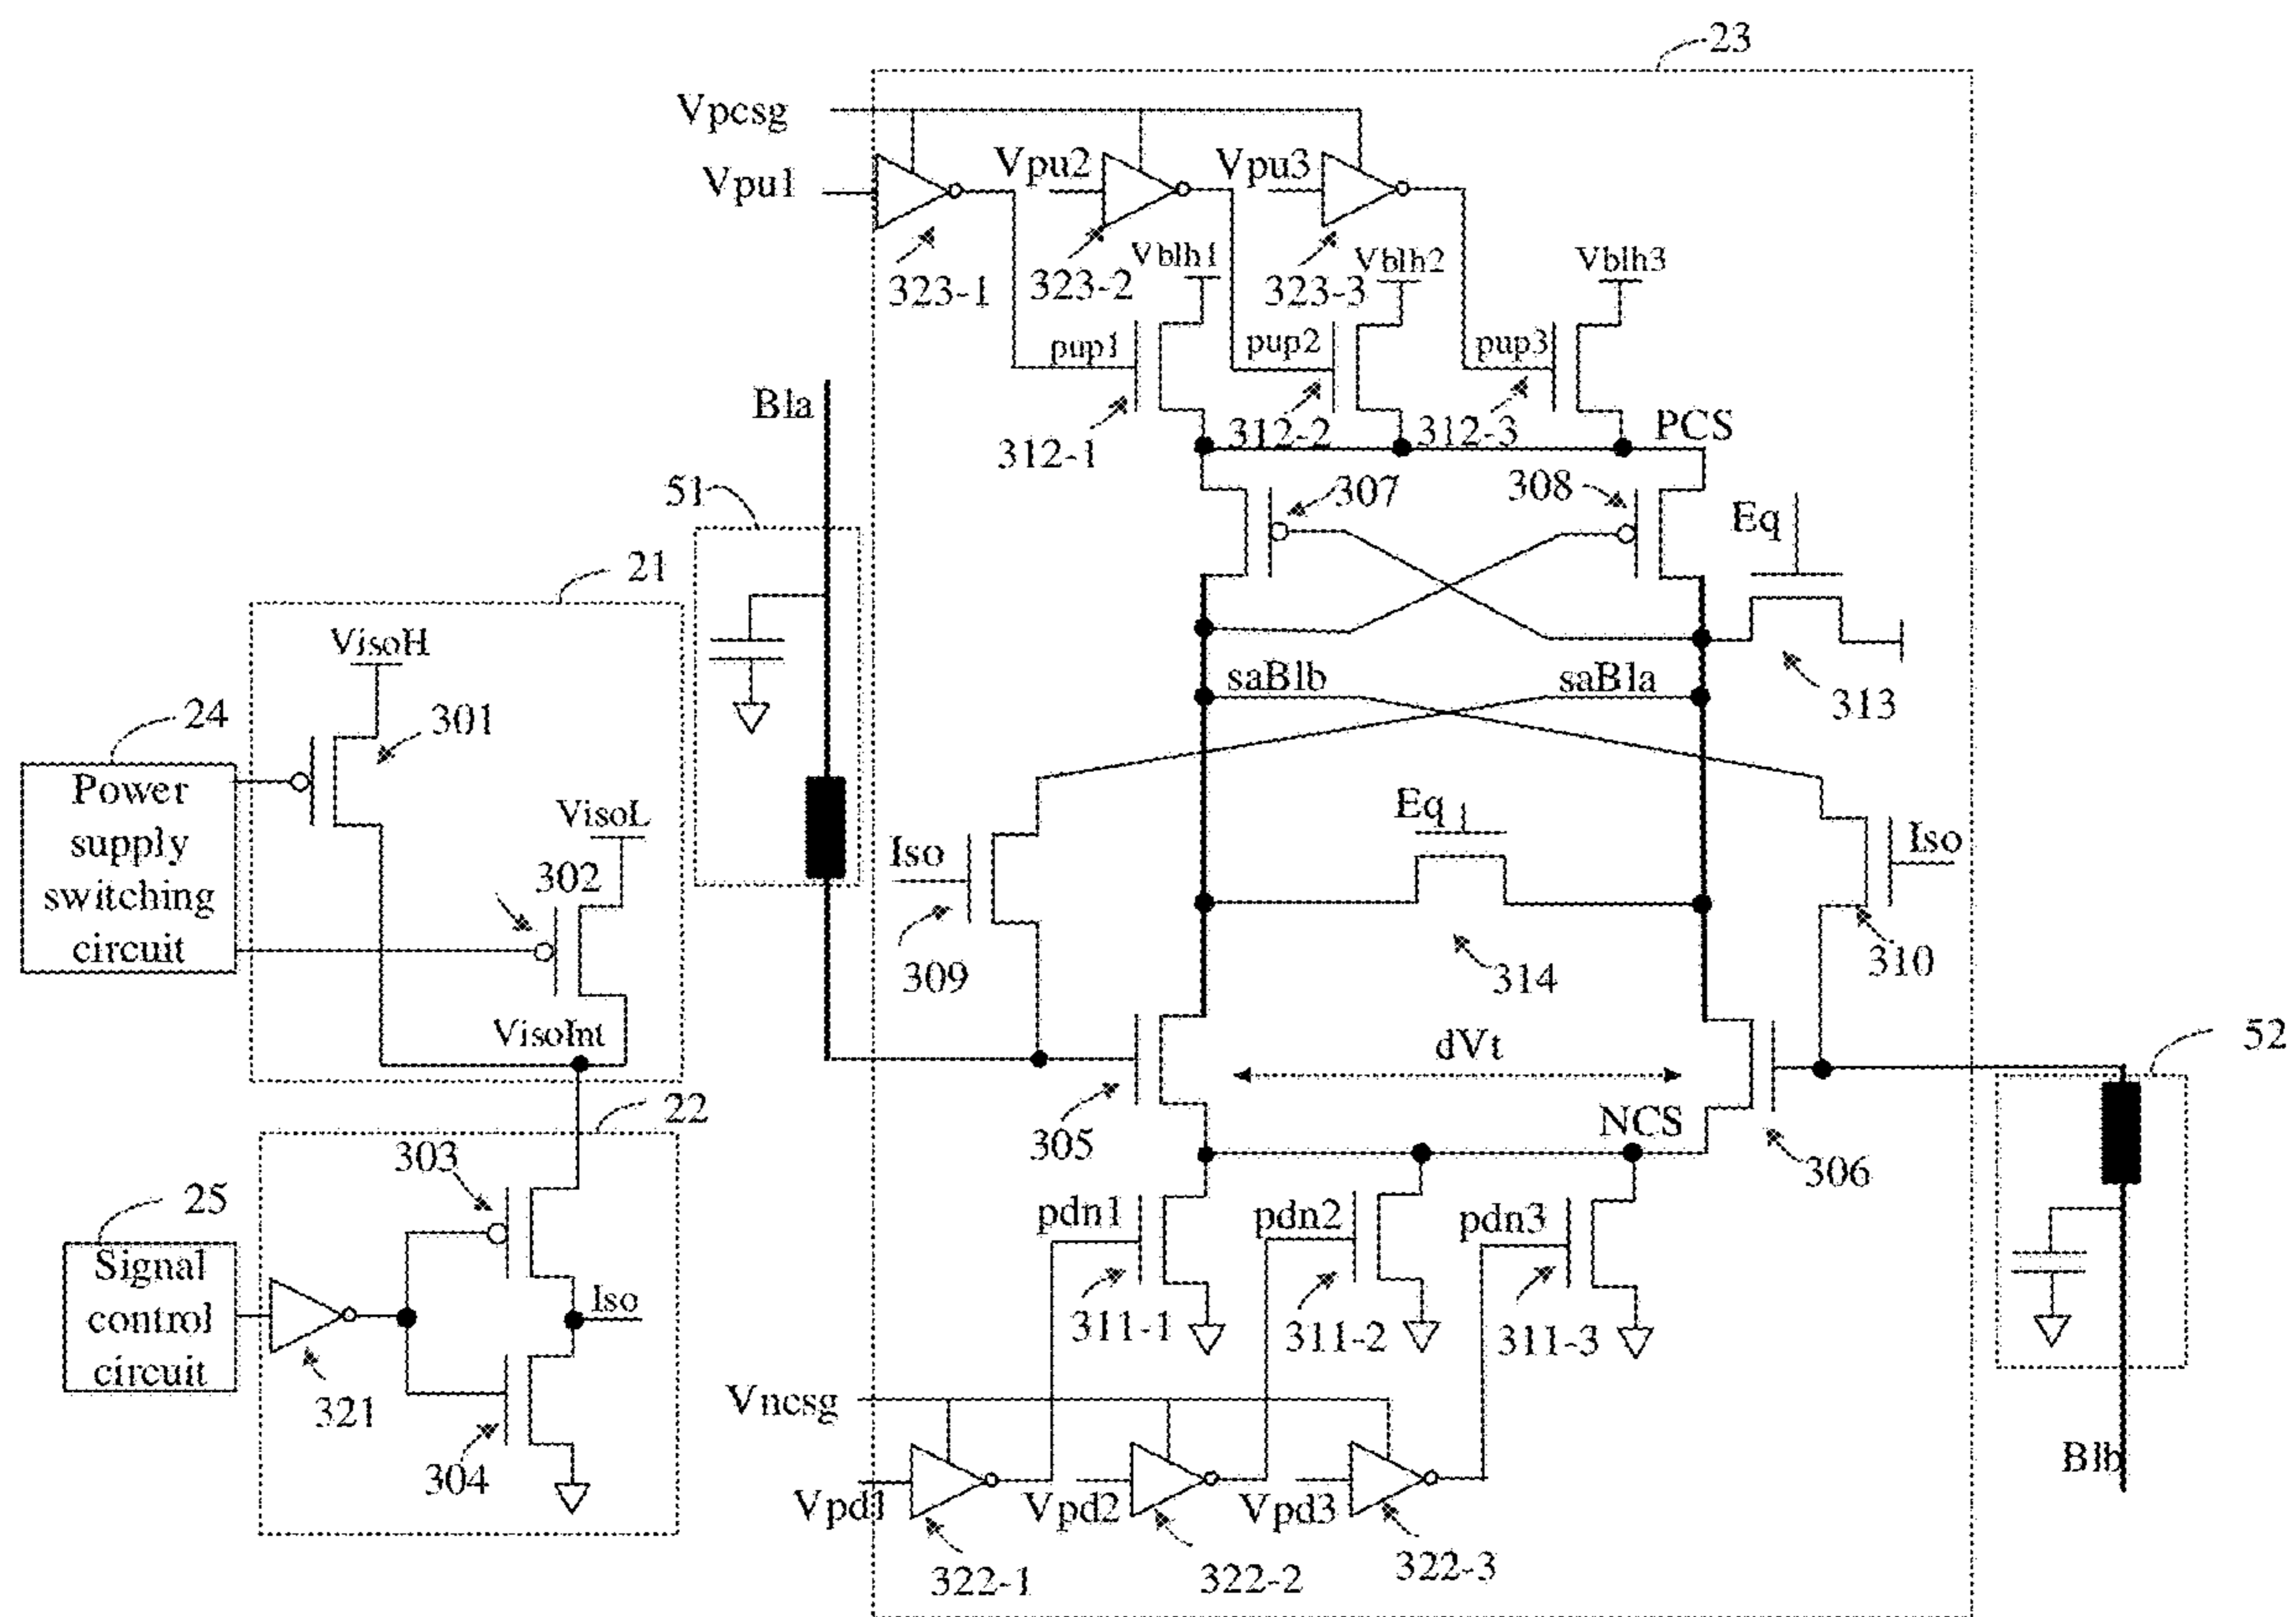 23
Vpcsg
Vpu1
Vpu2
Vpu3
323-1
323-2
323-3
Vblh1
Vblh2
Vblh3
pup1
pup2
pup3
312-1
312-2
312-3
PCS
Bla
51
307
308
Eq
313
21
VisoH
301
24
Power
supply
switching
circuit
VisoL
302
VisoInt
saBlb
saBla
Iso
309
Eq
314
Iso
310
dVt
305
NCS
306
52
22
303
25
Signal
control
circuit
321
304
Iso
pdn1
pdn2
pdn3
311-1
311-2
311-3
Vncsg
Vpd1
Vpd2
Vpd3
322-1
322-2
322-3
Blb